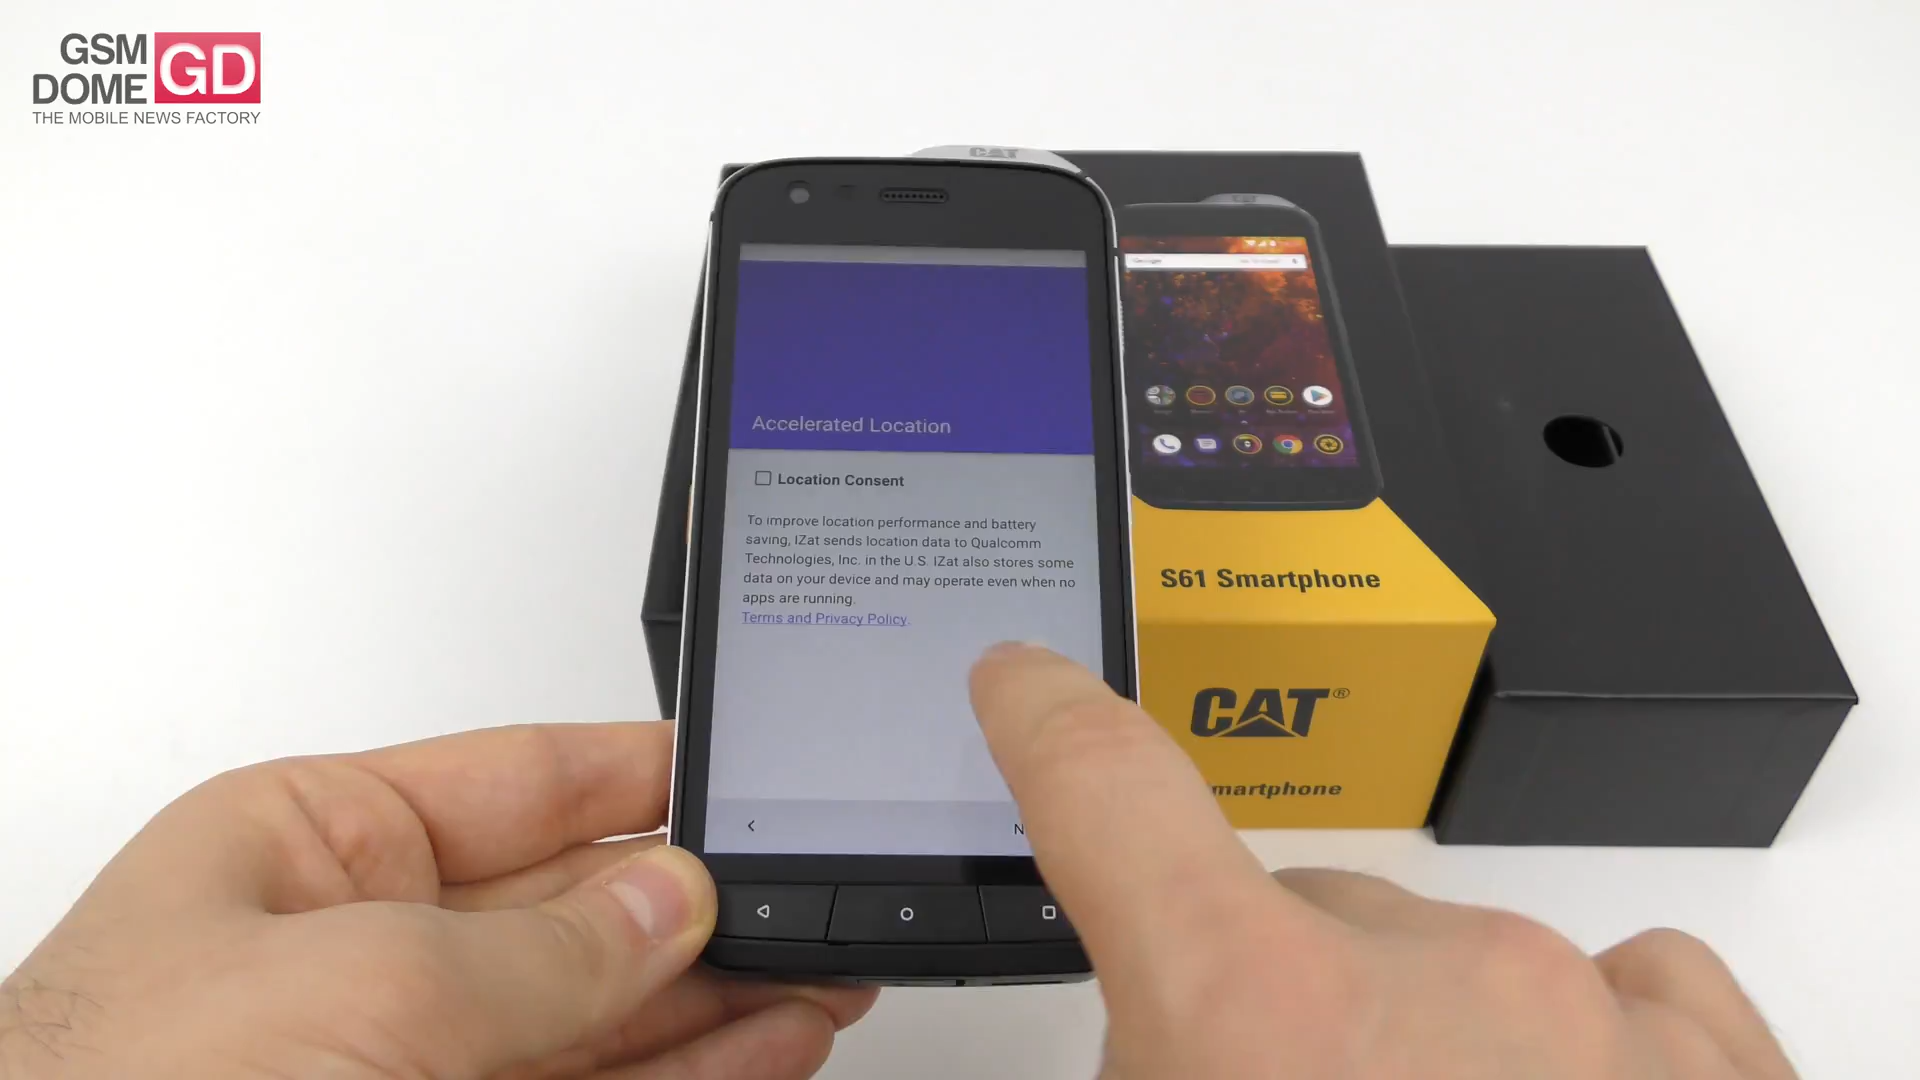 GSM
DOME GD
THE MOBILE NEWS FACTORY
CAT
Accelerated Location
Location Consent
To improve location performance and battery
saving, IZat sends location data to Qualcomm
Technologies, Inc. in the U.S. IZat also stores some
data on your device and may operate even when no
apps are running.
Terms and Privacy Policy.
Google
S61 Smartphone
CAT®
martphone